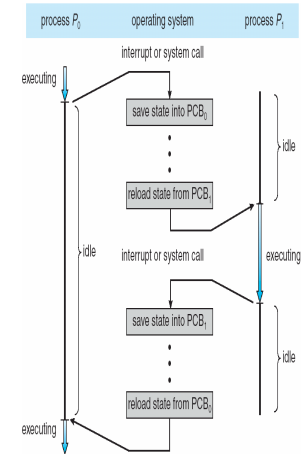 process P0 operating system process P1
interrupt or system call
executing
save state into PCB0
idle
reload state from PCB1
idle
interrupt or system call
executing
save state into PCB1
idle
reload state from PCB0
executing